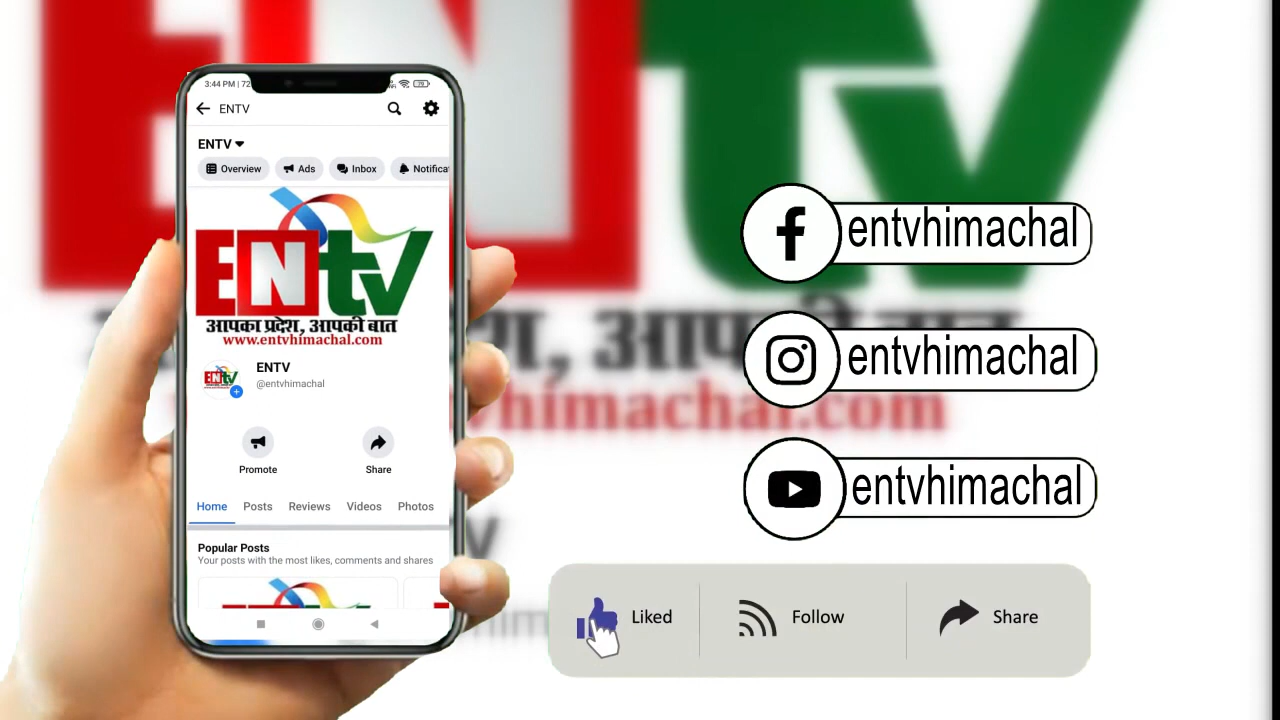 3:44 PM | 72
ENTV
ENTV
Overview
Ads
Inbox
Notifica
ENtv
आपका प्रदेश, आपकी बात
www.entvhimachal.com
ENTV
@entvhimachal
Promote
Share
Home
Posts
Reviews
Videos
Photos
Popular Posts
Your posts with the most likes, comments and shares
entvhimachal
entvhimachal
entvhimachal
Liked
Follow
Share